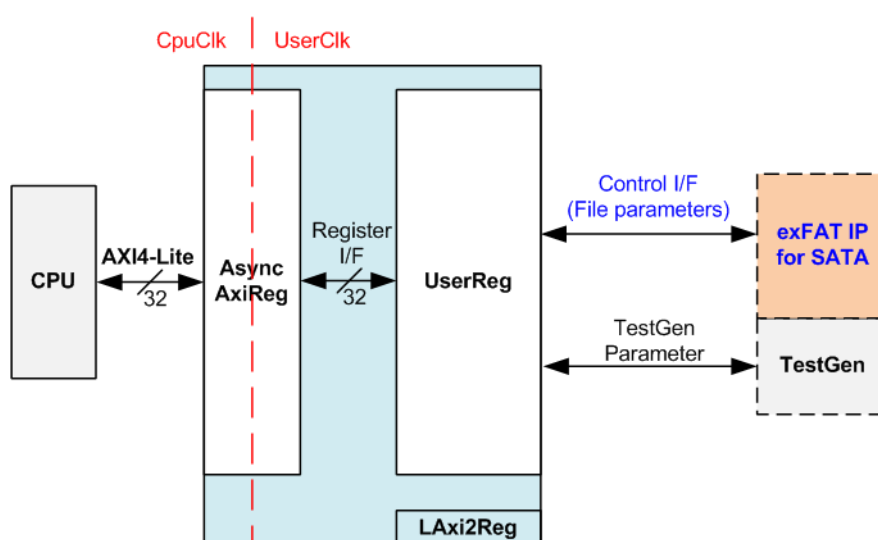 CpuClk
UserClk
CPU
AXI4-Lite
32
Async
AxiReg
Register
I/F
32
UserReg
Control I/F
(File parameters)
exFAT IP
for SATA
TestGen
Parameter
TestGen
LAxi2Reg